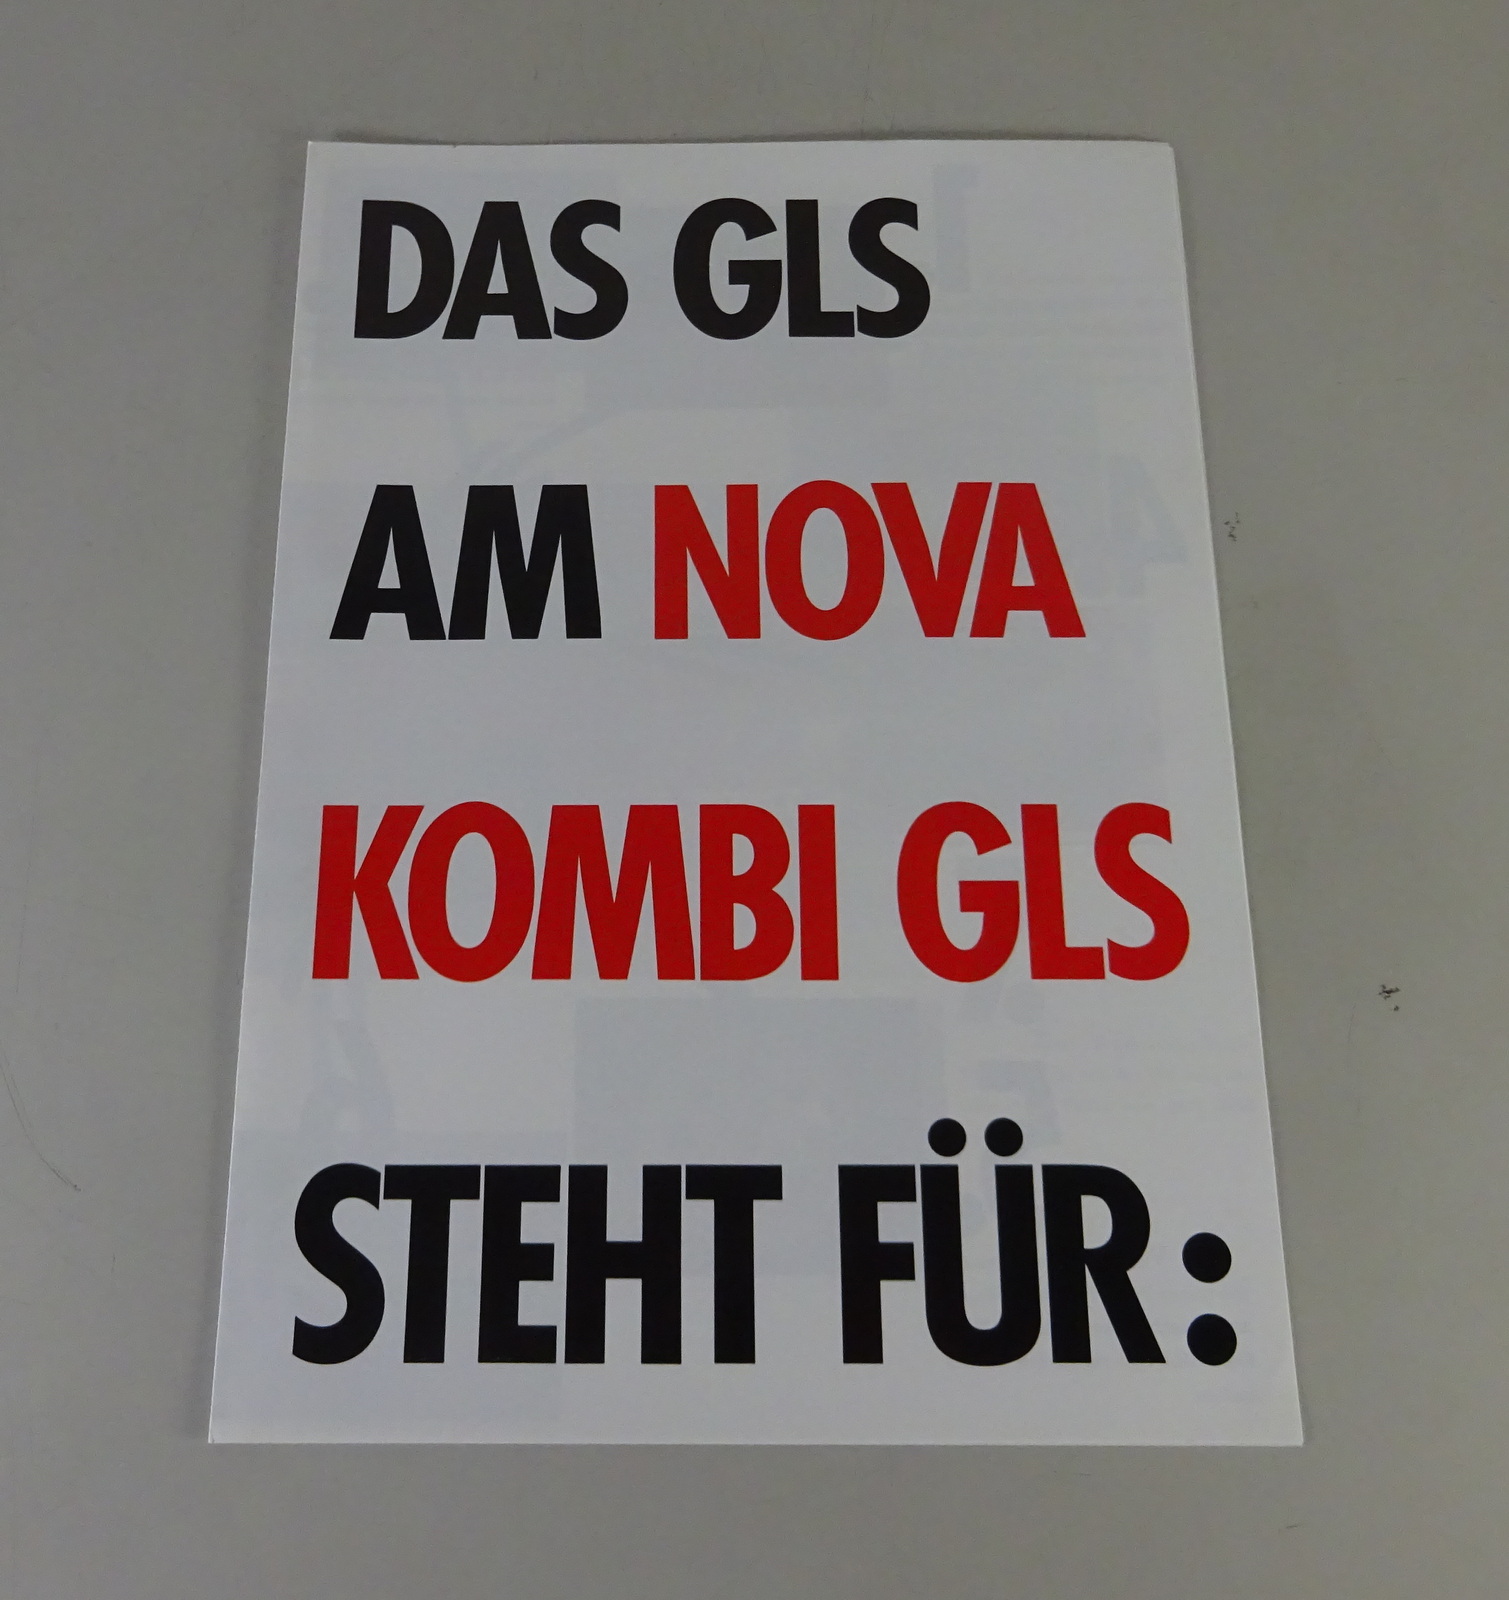 DAS GLS
AM NOVA
KOMBI GLS
STEHT FÜR: